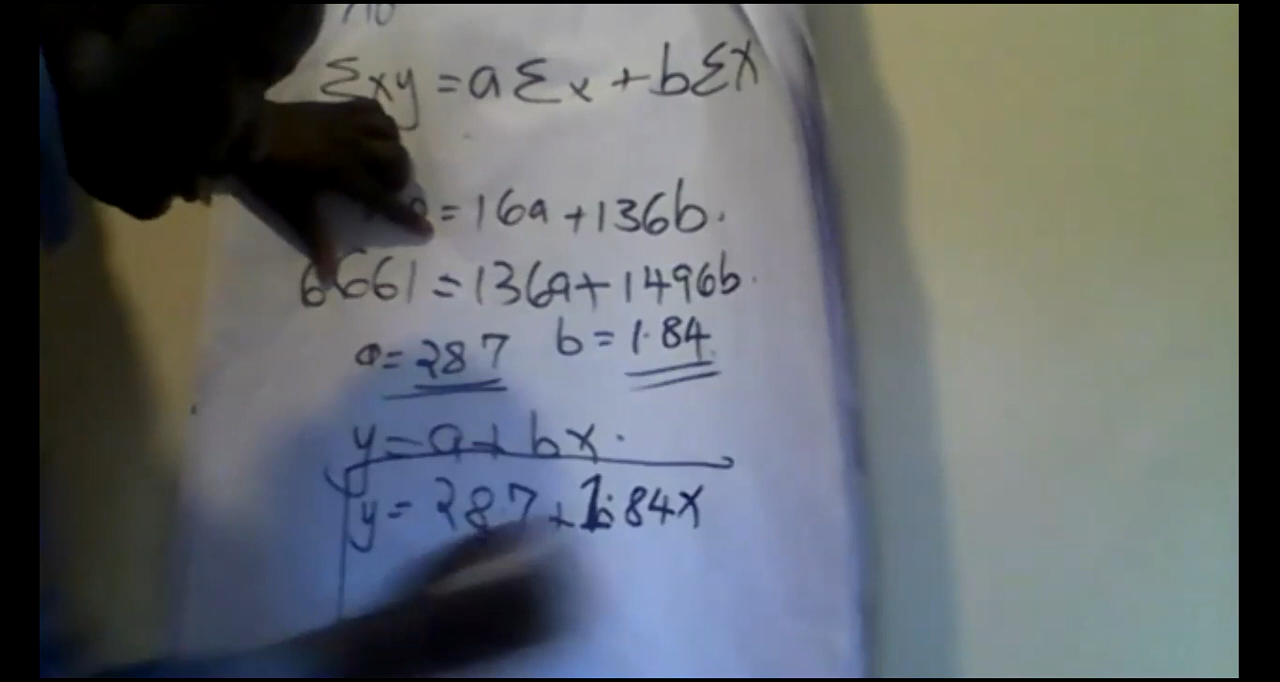 Σxy = aΣx + bΣx
= 16a + 136b.
6661 = 136a + 1496b.
a = 287 b = 1.84
y = a + bx.
y = 287 + 1.84x